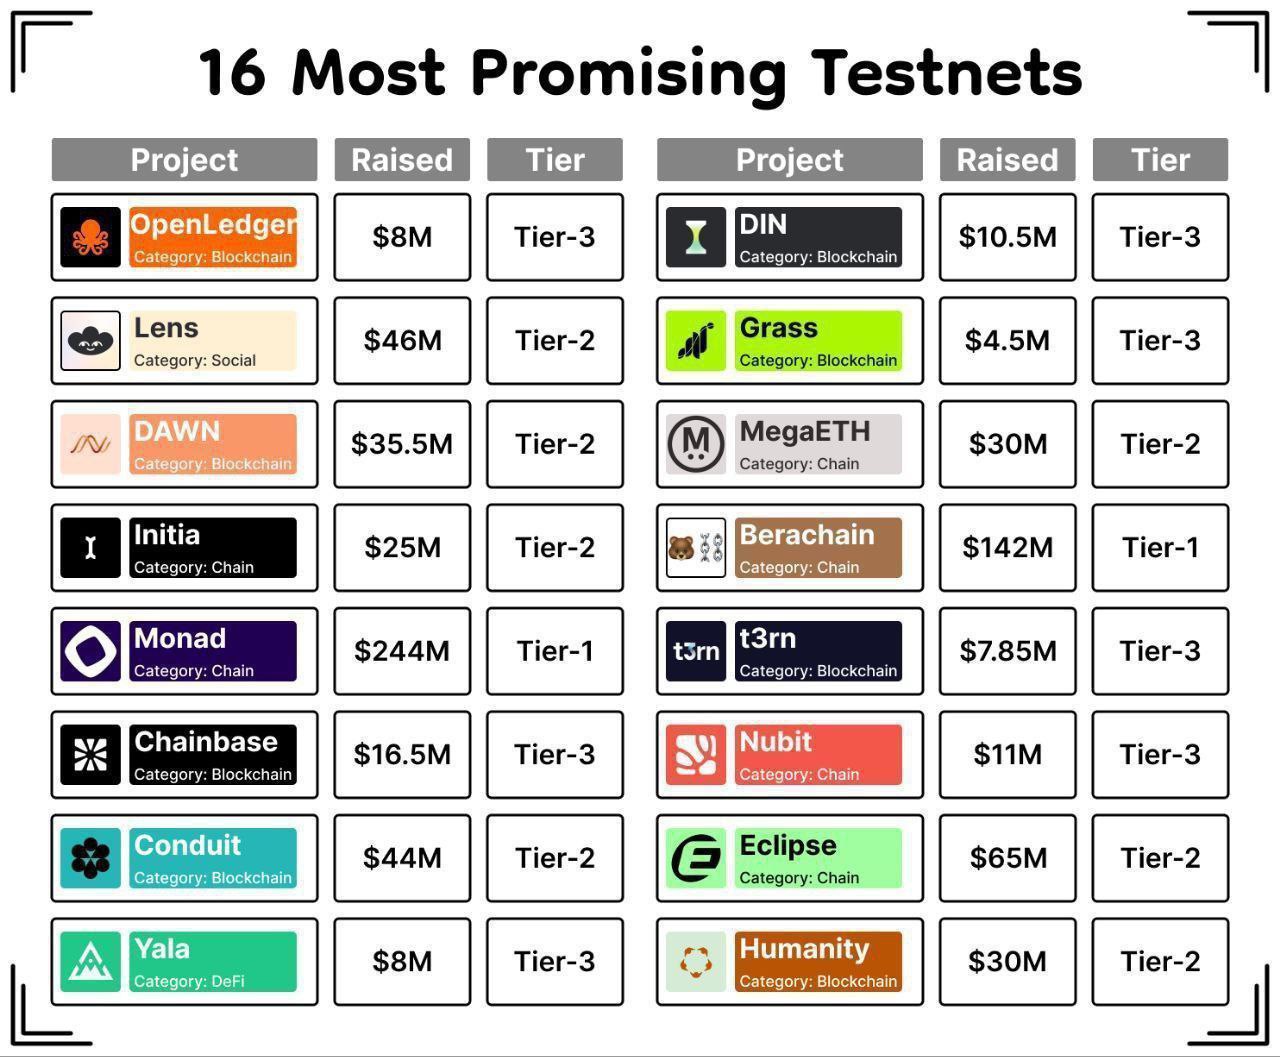 16 Most Promising Testnets
Project Raised Tier Project Raised Tier
OpenLedger
Category: Blockchain
$8M
Tier-3
DIN
Category: Blockchain
$10.5M
Tier-3
Lens
Category: Social
$46M
Tier-2
Grass
Category: Blockchain
$4.5M
Tier-3
DAWN
Category: Blockchain
$35.5M
Tier-2
M
MegaETH
Category: Chain
$30M
Tier-2
Initia
Category: Chain
$25M
Tier-2
Berachain
Category: Chain
$142M
Tier-1
Monad
Category: Chain
$244M
Tier-1
t3rn
t3rn
Category: Blockchain
$7.85M
Tier-3
Chainbase
Category: Blockchain
$16.5M
Tier-3
Nubit
Category: Chain
$11M
Tier-3
Conduit
Category: Blockchain
$44M
Tier-2
Eclipse
Category: Chain
$65M
Tier-2
Yala
Category: DeFi
$8M
Tier-3
Humanity
Category: Blockchain
$30M
Tier-2